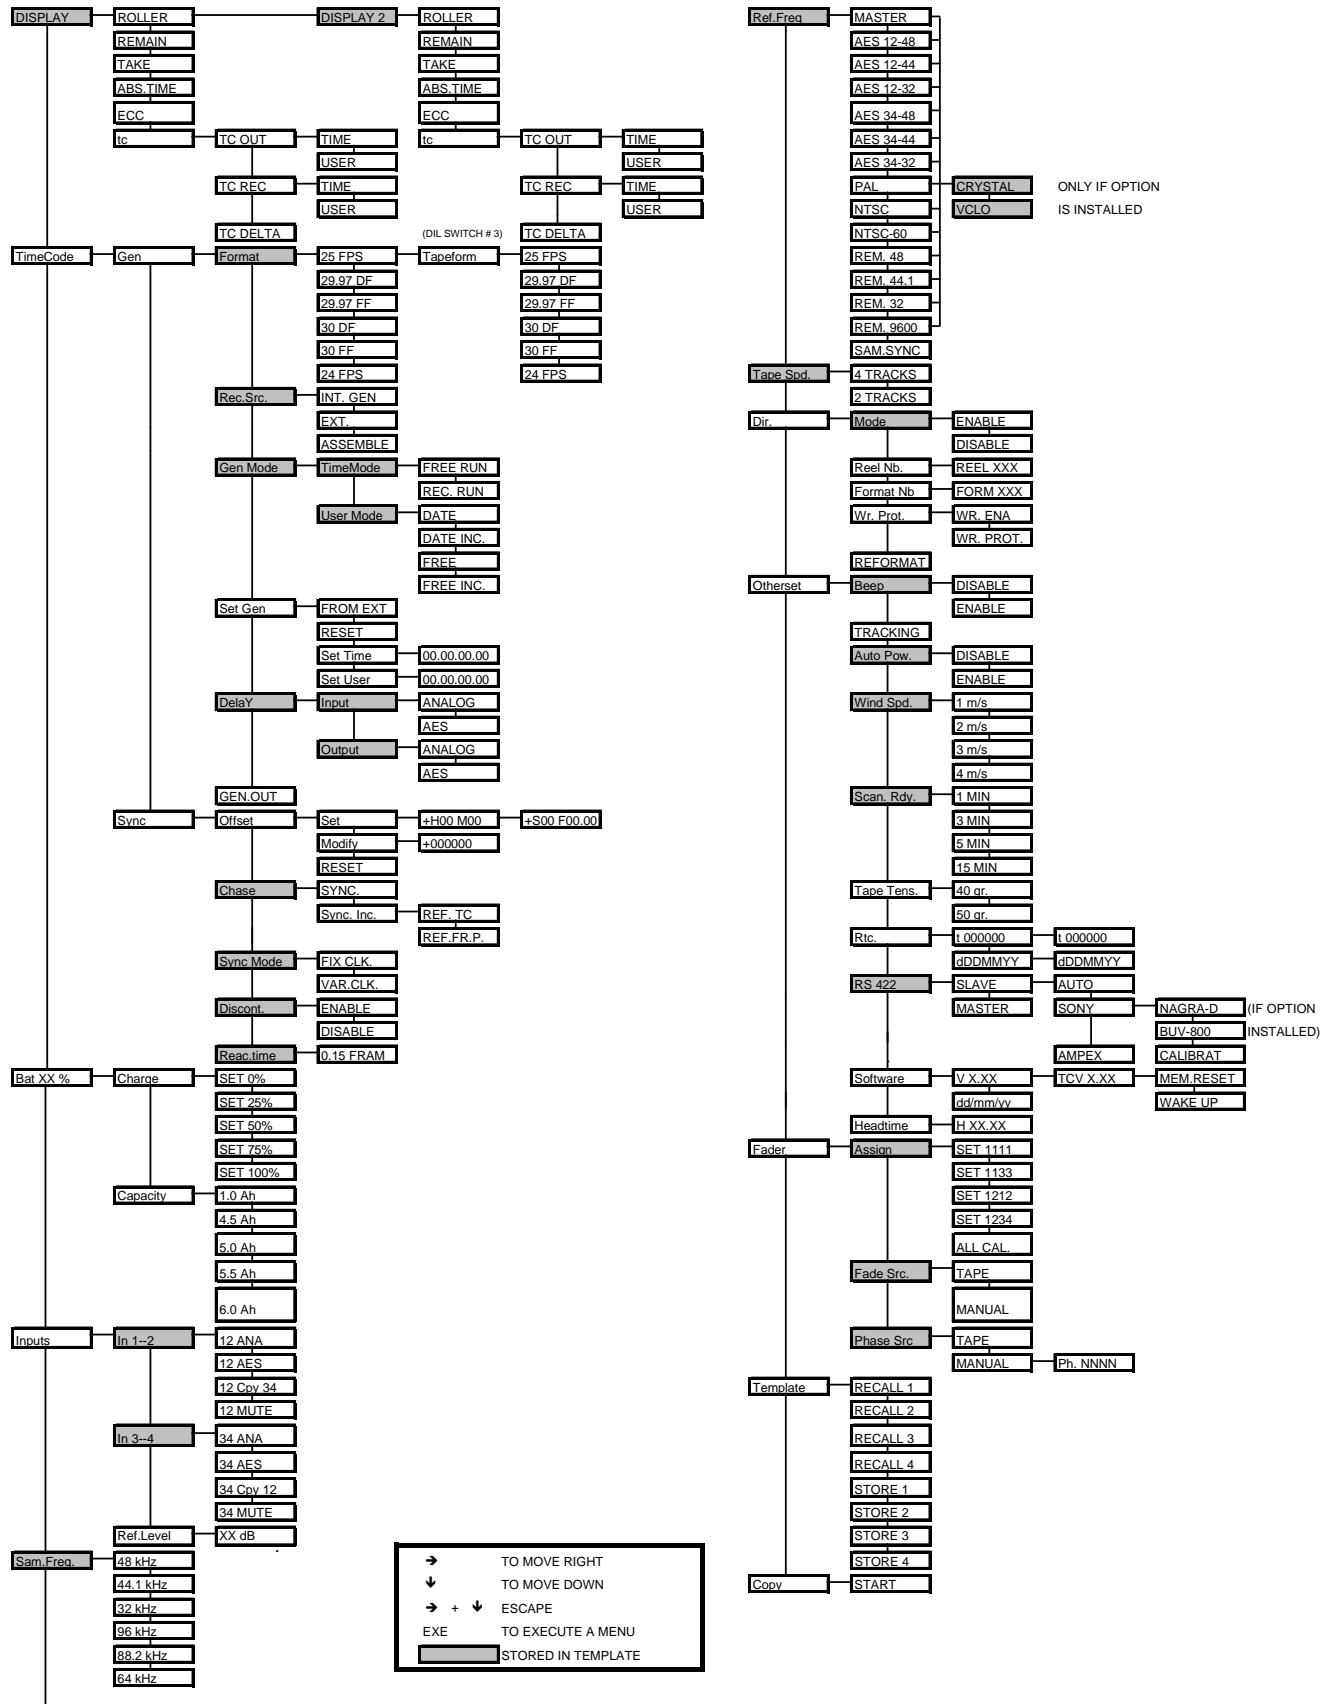 DISPLAY ROLLER DISPLAY 2 ROLLER
REMAIN REMAIN
TAKE TAKE
ABS.TIME ABS.TIME
ECC ECC
tc TC OUT TIME tc TC OUT TIME
USER USER
TC REC TIME TC REC TIME
USER USER
TC DELTA (DIL SWITCH # 3) TC DELTA
TimeCode Gen Format 25 FPS Tapeform 25 FPS
29.97 DF 29.97 DF
29.97 FF 29.97 FF
30 DF 30 DF
30 FF 30 FF
24 FPS 24 FPS
Rec.Src. INT. GEN
EXT.
ASSEMBLE
Gen Mode TimeMode FREE RUN
REC. RUN
User Mode DATE
DATE INC.
FREE
FREE INC.
Set Gen FROM EXT
RESET
Set Time 00.00.00.00
Set User 00.00.00.00
DelaY Input ANALOG
AES
Output ANALOG
AES
GEN.OUT
Sync Offset Set +H00 M00 +S00 F00.00
Modify +000000
RESET
Chase SYNC.
Sync. Inc. REF. TC
REF.FR.P.
Sync Mode FIX CLK.
VAR.CLK.
Discont. ENABLE
DISABLE
Reac.time 0.15 FRAM
Bat XX % Charge SET 0%
SET 25%
SET 50%
SET 75%
SET 100%
Capacity 1.0 Ah
4.5 Ah
5.0 Ah
5.5 Ah
6.0 Ah
Inputs In 1--2 12 ANA
12 AES
12 Cpy 34
12 MUTE
In 3--4 34 ANA
34 AES
34 Cpy 12
34 MUTE
Ref.Level XX dB
Sam.Freq. 48 kHz
44.1 kHz
32 kHz
96 kHz
88.2 kHz
64 kHz
Ref.Freq MASTER
AES 12-48
AES 12-44
AES 12-32
AES 34-48
AES 34-44
AES 34-32
PAL CRYSTAL ONLY IF OPTION
NTSC VCLO IS INSTALLED
NTSC-60
REM. 48
REM. 44.1
REM. 32
REM. 9600
SAM.SYNC
Tape Spd. 4 TRACKS
2 TRACKS
Dir. Mode ENABLE
DISABLE
Reel Nb. REEL XXX
Format Nb FORM XXX
Wr. Prot. WR. ENA
WR. PROT.
REFORMAT
Otherset Beep DISABLE
ENABLE
TRACKING
Auto Pow. DISABLE
ENABLE
Wind Spd. 1 m/s
2 m/s
3 m/s
4 m/s
Scan. Rdy. 1 MIN
3 MIN
5 MIN
15 MIN
Tape Tens. 40 gr.
50 gr.
Rtc. t 000000 t 000000
dDDMMYY dDDMMYY
RS 422 SLAVE AUTO
MASTER SONY NAGRA-D (IF OPTION
BUV-800 INSTALLED)
AMPEX CALIBRAT
Software V X.XX TCV X.XX MEM.RESET
dd/mm/yy WAKE UP
Headtime H XX.XX
Fader Assign SET 1111
SET 1133
SET 1212
SET 1234
ALL CAL.
Fade Src. TAPE
MANUAL
Phase Src TAPE
MANUAL Ph. NNNN
Template RECALL 1
RECALL 2
RECALL 3
RECALL 4
STORE 1
STORE 2
STORE 3
STORE 4
Copy START
➔ TO MOVE RIGHT
🡻 TO MOVE DOWN
➔ + 🡻 ESCAPE
EXE TO EXECUTE A MENU
STORED IN TEMPLATE